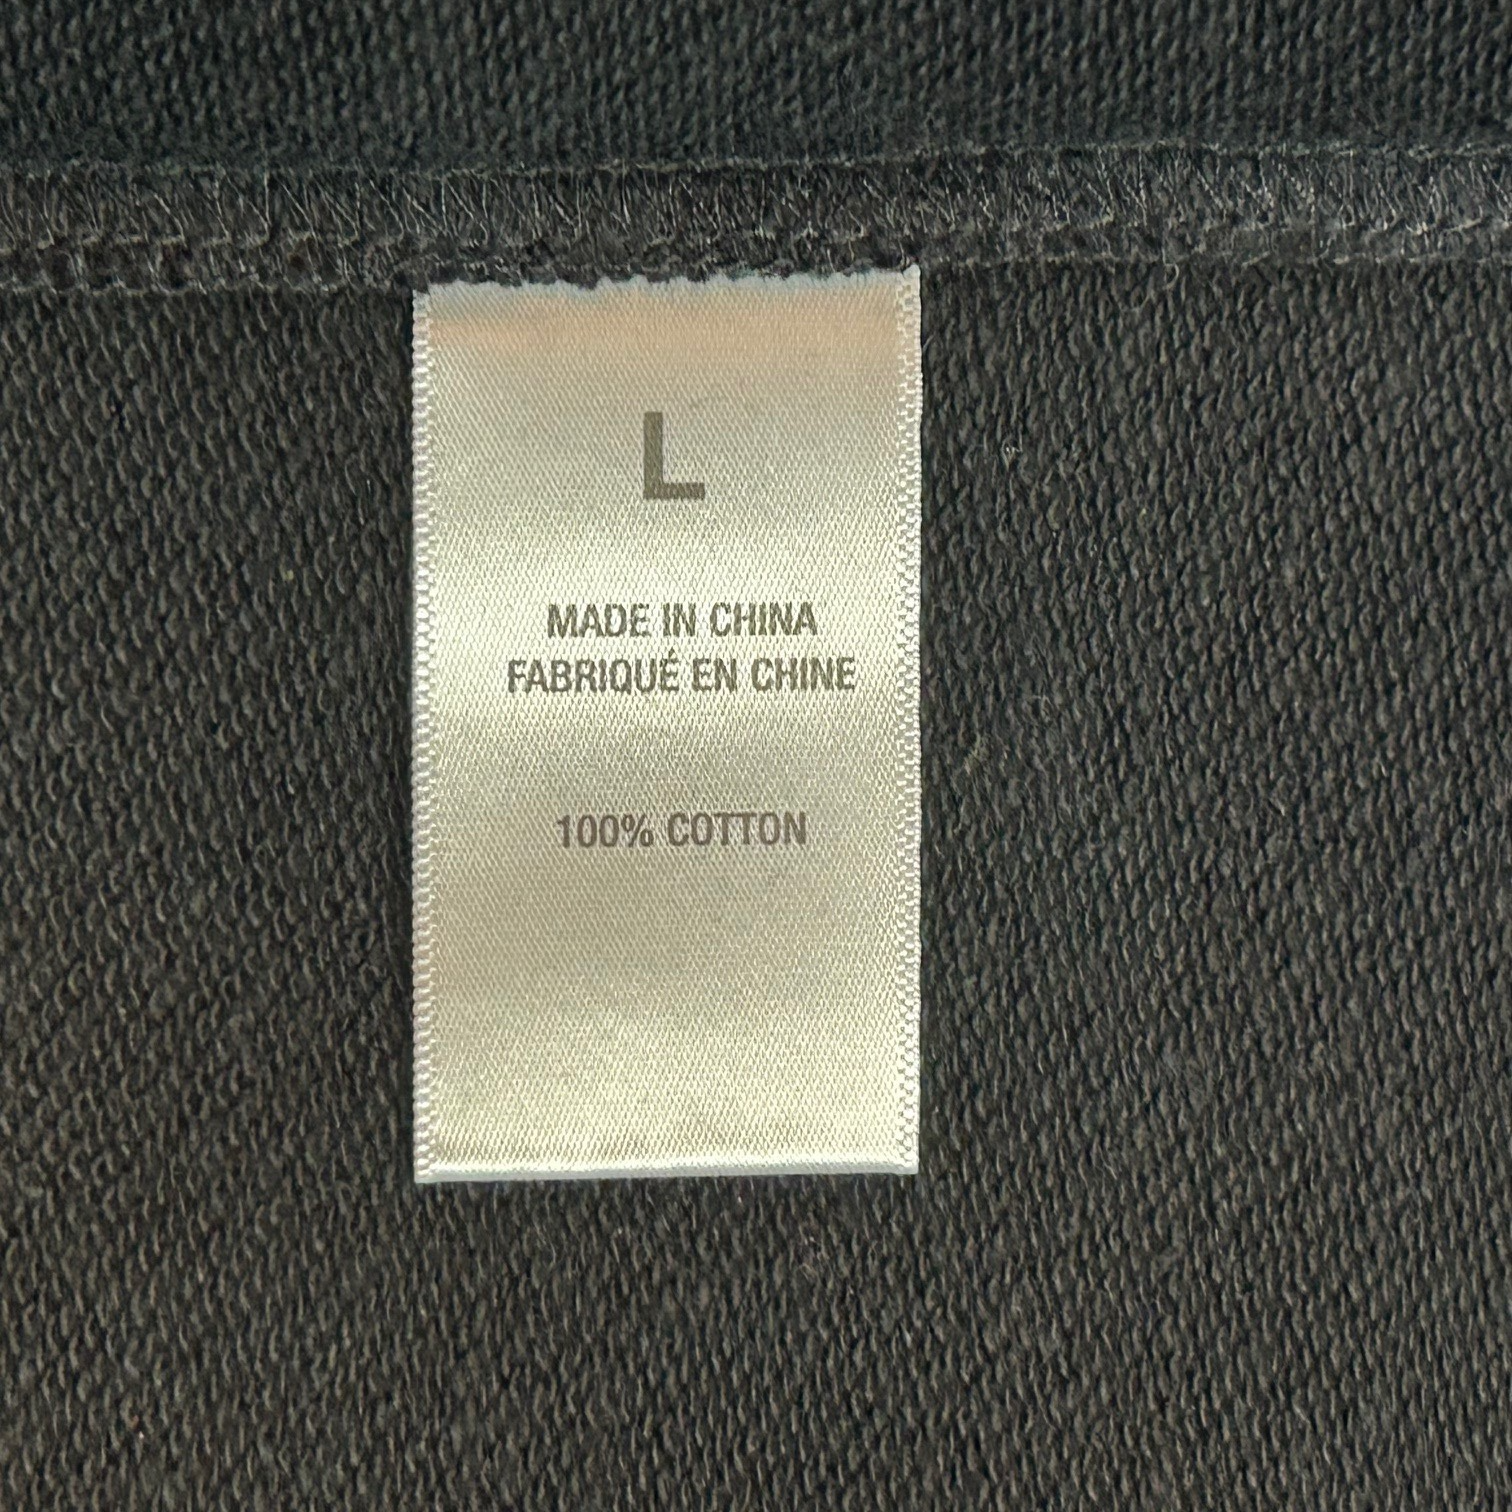 L
MADE IN CHINA
FABRIQUÉ EN CHINE
100% COTTON